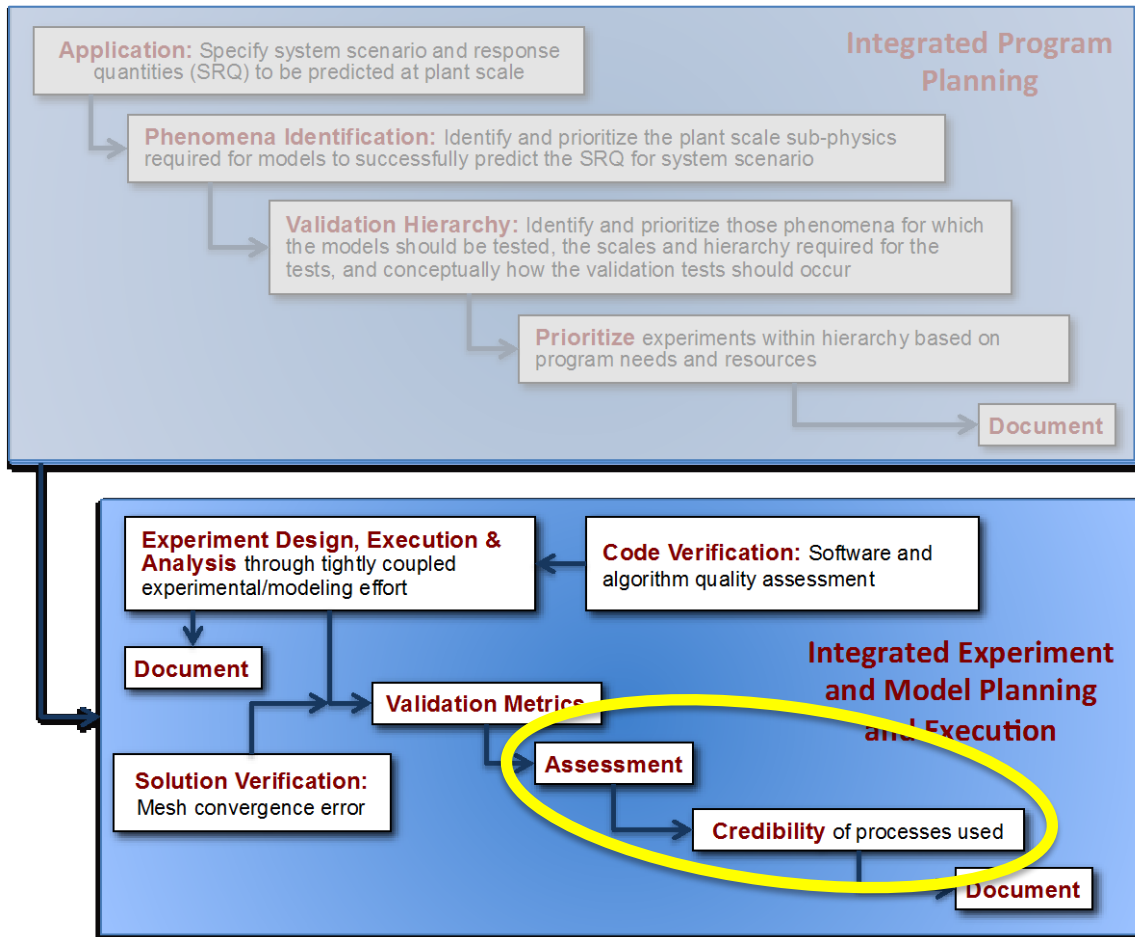 Integrated Program
Planning
Application: Specify system scenario and response
quantities (SRQ) to be predicted at plant scale
Phenomena Identification: Identify and prioritize the plant scale sub-physics
required for models to successfully predict the SRQ for system scenario
Validation Hierarchy: Identify and prioritize those phenomena for which
the models should be tested, the scales and hierarchy required for the
tests, and conceptually how the validation tests should occur
Prioritize experiments within hierarchy based on
program needs and resources
Document
Experiment Design, Execution &
Analysis through tightly coupled
experimental/modeling effort
Code Verification: Software and
algorithm quality assessment
Document
Integrated Experiment
and Model Planning
and Execution
Validation Metrics
Solution Verification:
Mesh convergence error
Assessment
Credibility of processes used
Document